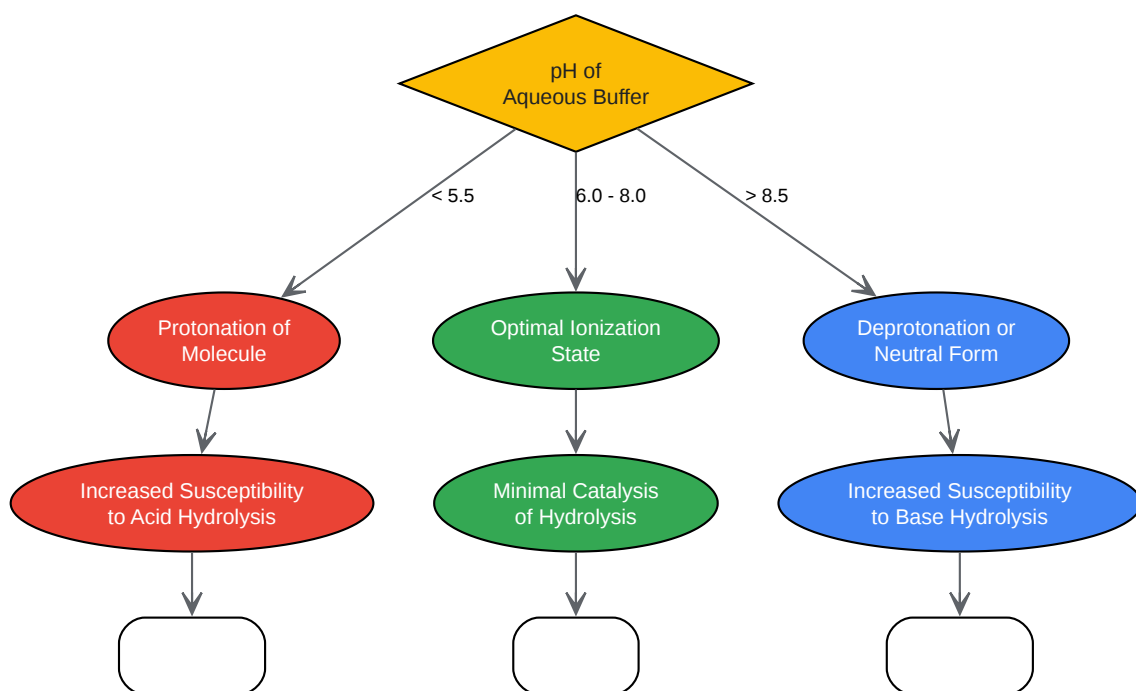 pH of
Aqueous Buffer
< 5.5
6.0 - 8.0
> 8.5
Protonation of
Molecule
Optimal Ionization
State
Deprotonation or
Neutral Form
Increased Susceptibility
to Acid Hydrolysis
Minimal Catalysis
of Hydrolysis
Increased Susceptibility
to Base Hydrolysis